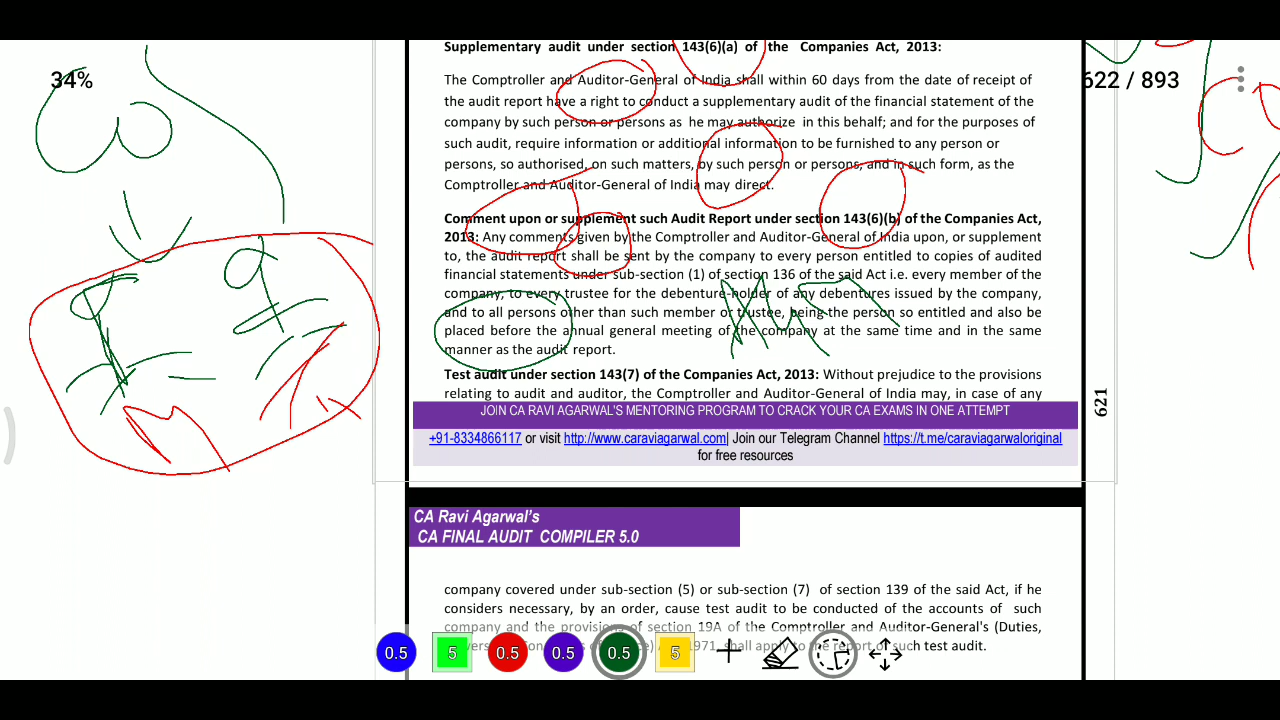 Supplementary audit under section 143(6)(a) of the Companies Act, 2013:
34%
622 / 893
The Comptroller and Auditor-General of India shall within 60 days from the date of receipt of
the audit report have a right to conduct a supplementary audit of the financial statement of the
company by such person or persons as he may authorize in this behalf; and for the purposes of
such audit, require information or additional information to be furnished to any person or
persons, so authorised, on such matters, by such person or persons, and in such form, as the
Comptroller and Auditor-General of India may direct.
Comment upon or supplement such Audit Report under section 143(6)(b) of the Companies Act,
2013: Any comments given by the Comptroller and Auditor-General of India upon, or supplement
to, the audit report shall be sent by the company to every person entitled to copies of audited
financial statements under sub-section (1) of section 136 of the said Act i.e. every member of the
company, to every trustee for the debenture-holder of any debentures issued by the company,
and to all persons other than such member or trustee, being the person so entitled and also be
placed before the annual general meeting of the company at the same time and in the same
manner as the audit report.
Test audit under section 143(7) of the Companies Act, 2013: Without prejudice to the provisions
relating to audit and auditor, the Comptroller and Auditor-General of India may, in case of any
621
JOIN CA RAVI AGARWAL'S MENTORING PROGRAM TO CRACK YOUR CA EXAMS IN ONE ATTEMPT
+91-8334866117 or visit http://www.caraviagarwal.com| Join our Telegram Channel https://t.me/caraviagarwaloriginal
for free resources
CA Ravi Agarwal's
CA FINAL AUDIT COMPILER 5.0
company covered under sub-section (5) or sub-section (7) of section 139 of the said Act, if he
considers necessary, by an order, cause test audit to be conducted of the accounts of such
company and the provisions of section 19A of the Comptroller and Auditor-General's (Duties,
1971, shall apply to the report of such test audit.
0.5 5 0.5 0.5 0.5 5